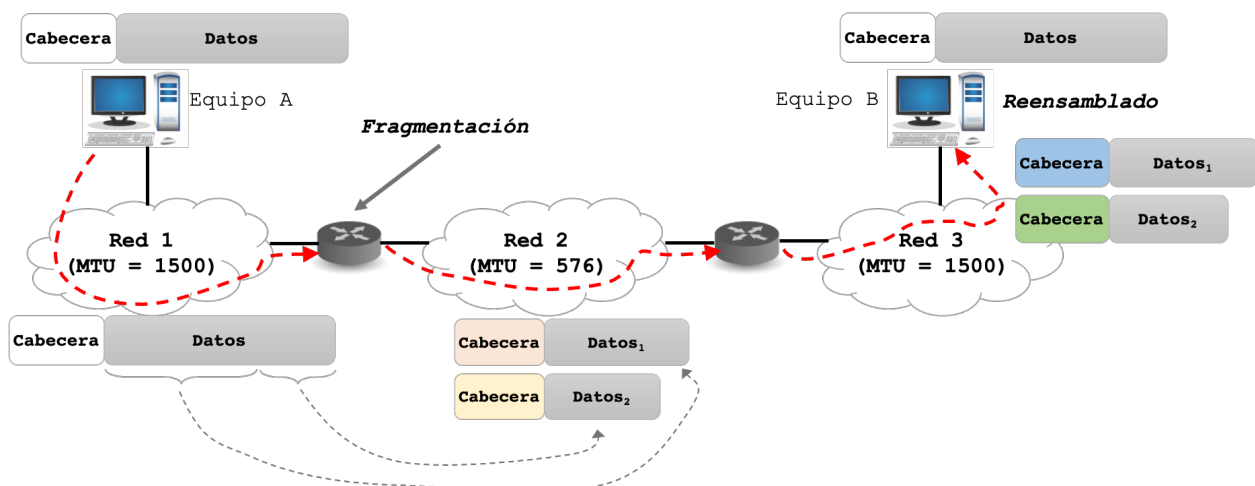 Cabecera Datos
Cabecera Datos
Equipo A
Equipo B
Reensamblado
Fragmentación
Cabecera Datos₁
Cabecera Datos₂
Red 1
(MTU = 1500)
Red 2
(MTU = 576)
Red 3
(MTU = 1500)
Cabecera Datos
Cabecera Datos₁
Cabecera Datos₂